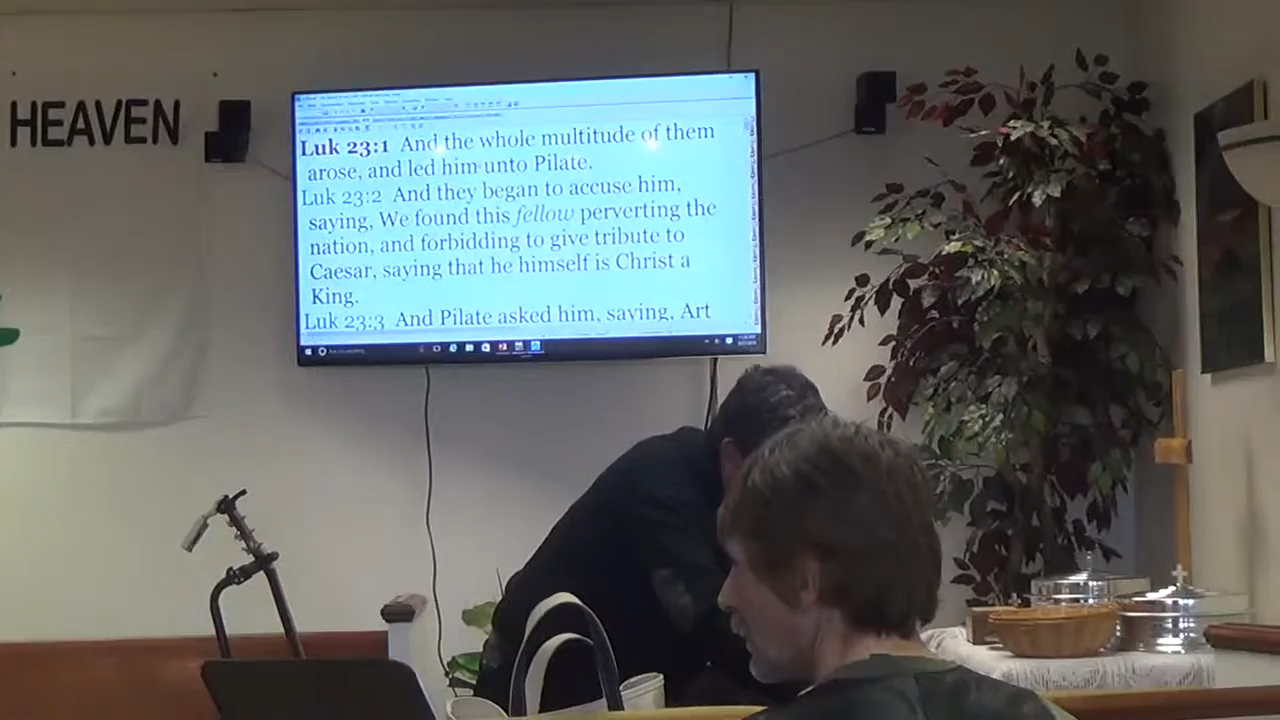 HEAVEN
Luk 23:1 And the whole multitude of them
arose, and led him unto Pilate.
Luk 23:2 And they began to accuse him,
saying, We found this fellow perverting the
nation, and forbidding to give tribute to
Caesar, saying that he himself is Christ a
King.
Luk 23:3 And Pilate asked him, saying, Art